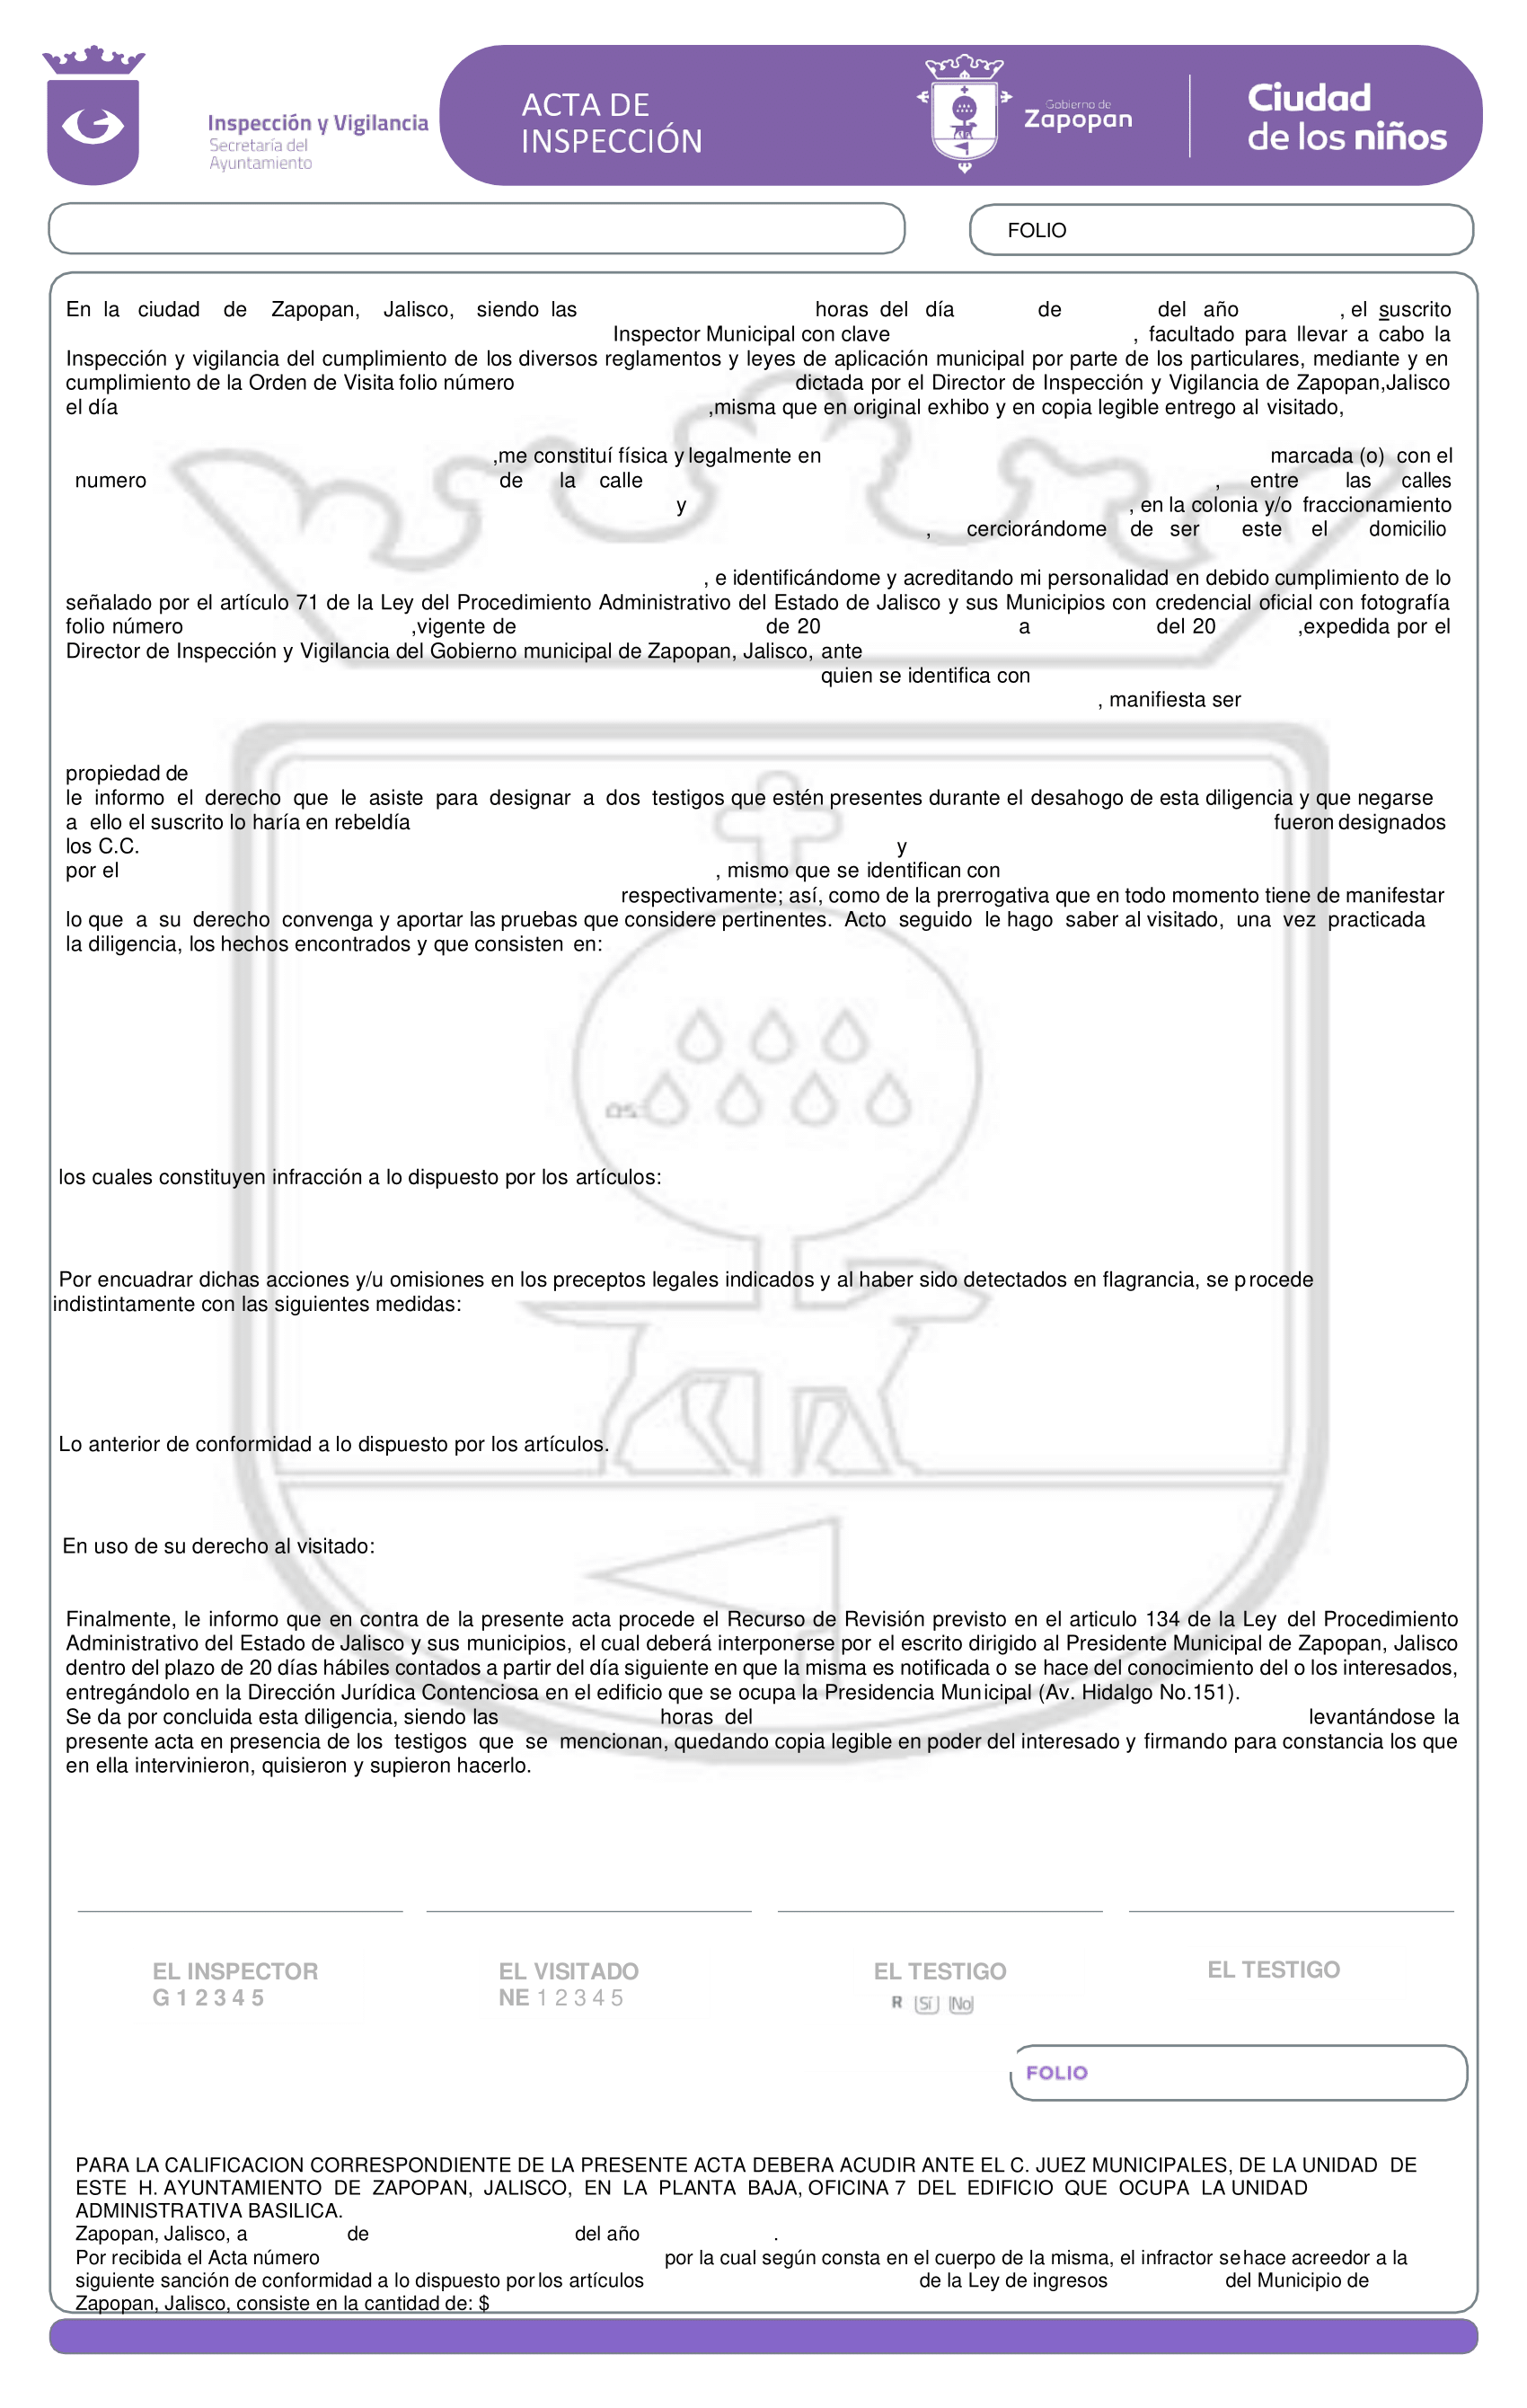 Inspección y Vigilancia
Secretaría del
Ayuntamiento
ACTA DE
INSPECCIÓN
Gobierno de
Zapopan
Ciudad
de los niños
FOLIO
En la ciudad de Zapopan, Jalisco, siendo las horas del día de del año , el suscrito
Inspector Municipal con clave , facultado para llevar a cabo la
Inspección y vigilancia del cumplimiento de los diversos reglamentos y leyes de aplicación municipal por parte de los particulares, mediante y en
cumplimiento de la Orden de Visita folio número dictada por el Director de Inspección y Vigilancia de Zapopan,Jalisco
el día ,misma que en original exhibo y en copia legible entrego al visitado,
,me constituí física y legalmente en marcada (o) con el
numero de la calle , entre las calles
y , en la colonia y/o fraccionamiento
, cerciorándome de ser este el domicilio
, e identificándome y acreditando mi personalidad en debido cumplimiento de lo
señalado por el artículo 71 de la Ley del Procedimiento Administrativo del Estado de Jalisco y sus Municipios con credencial oficial con fotografía
folio número ,vigente de de 20 a del 20 ,expedida por el
Director de Inspección y Vigilancia del Gobierno municipal de Zapopan, Jalisco, ante
quien se identifica con
, manifiesta ser
propiedad de
le informo el derecho que le asiste para designar a dos testigos que estén presentes durante el desahogo de esta diligencia y que negarse
a ello el suscrito lo haría en rebeldía fueron designados
los C.C. y
por el , mismo que se identifican con
respectivamente; así, como de la prerrogativa que en todo momento tiene de manifestar
lo que a su derecho convenga y aportar las pruebas que considere pertinentes. Acto seguido le hago saber al visitado, una vez practicada
la diligencia, los hechos encontrados y que consisten en:
los cuales constituyen infracción a lo dispuesto por los artículos:
Por encuadrar dichas acciones y/u omisiones en los preceptos legales indicados y al haber sido detectados en flagrancia, se procede
indistintamente con las siguientes medidas:
Lo anterior de conformidad a lo dispuesto por los artículos.
En uso de su derecho al visitado:
Finalmente, le informo que en contra de la presente acta procede el Recurso de Revisión previsto en el articulo 134 de la Ley del Procedimiento
Administrativo del Estado de Jalisco y sus municipios, el cual deberá interponerse por el escrito dirigido al Presidente Municipal de Zapopan, Jalisco
dentro del plazo de 20 días hábiles contados a partir del día siguiente en que la misma es notificada o se hace del conocimiento del o los interesados,
entregándolo en la Dirección Jurídica Contenciosa en el edificio que se ocupa la Presidencia Municipal (Av. Hidalgo No.151).
Se da por concluida esta diligencia, siendo las horas del levantándose la
presente acta en presencia de los testigos que se mencionan, quedando copia legible en poder del interesado y firmando para constancia los que
en ella intervinieron, quisieron y supieron hacerlo.
EL INSPECTOR EL VISITADO EL TESTIGO EL TESTIGO
G 1 2 3 4 5 NE 1 2 3 4 5 R Sí No
FOLIO
PARA LA CALIFICACION CORRESPONDIENTE DE LA PRESENTE ACTA DEBERA ACUDIR ANTE EL C. JUEZ MUNICIPALES, DE LA UNIDAD DE
ESTE H. AYUNTAMIENTO DE ZAPOPAN, JALISCO, EN LA PLANTA BAJA, OFICINA 7 DEL EDIFICIO QUE OCUPA LA UNIDAD
ADMINISTRATIVA BASILICA.
Zapopan, Jalisco, a de del año .
Por recibida el Acta número por la cual según consta en el cuerpo de la misma, el infractor se hace acreedor a la
siguiente sanción de conformidad a lo dispuesto por los artículos de la Ley de ingresos del Municipio de
Zapopan, Jalisco, consiste en la cantidad de: $